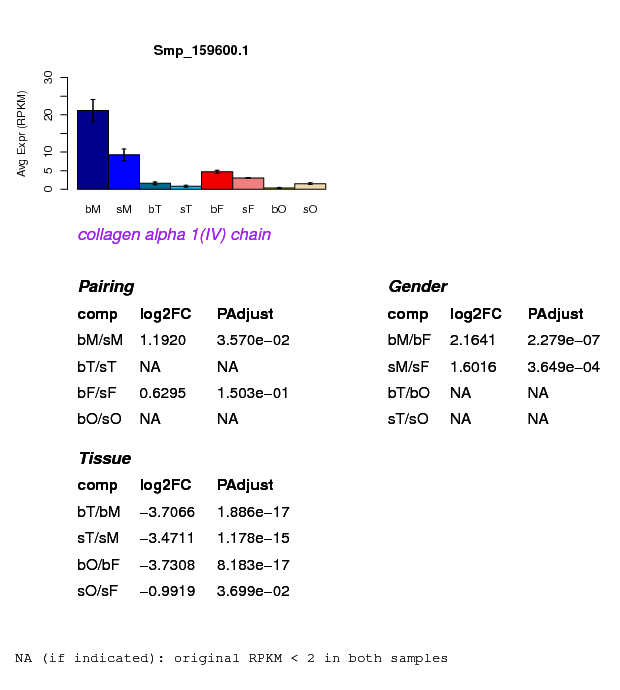 Smp_159600.1
Avg Expr (RPKM)
0 5 10 20 30
bM sM bT sT bF sF bO sO
collagen alpha 1(IV) chain
Pairing
comp log2FC PAdjust
bM/sM 1.1920 3.570e−02
bT/sT NA NA
bF/sF 0.6295 1.503e−01
bO/sO NA NA
Gender
comp log2FC PAdjust
bM/bF 2.1641 2.279e−07
sM/sF 1.6016 3.649e−04
bT/bO NA NA
sT/sO NA NA
Tissue
comp log2FC PAdjust
bT/bM −3.7066 1.886e−17
sT/sM −3.4711 1.178e−15
bO/bF −3.7308 8.183e−17
sO/sF −0.9919 3.699e−02
NA (if indicated): original RPKM < 2 in both samples